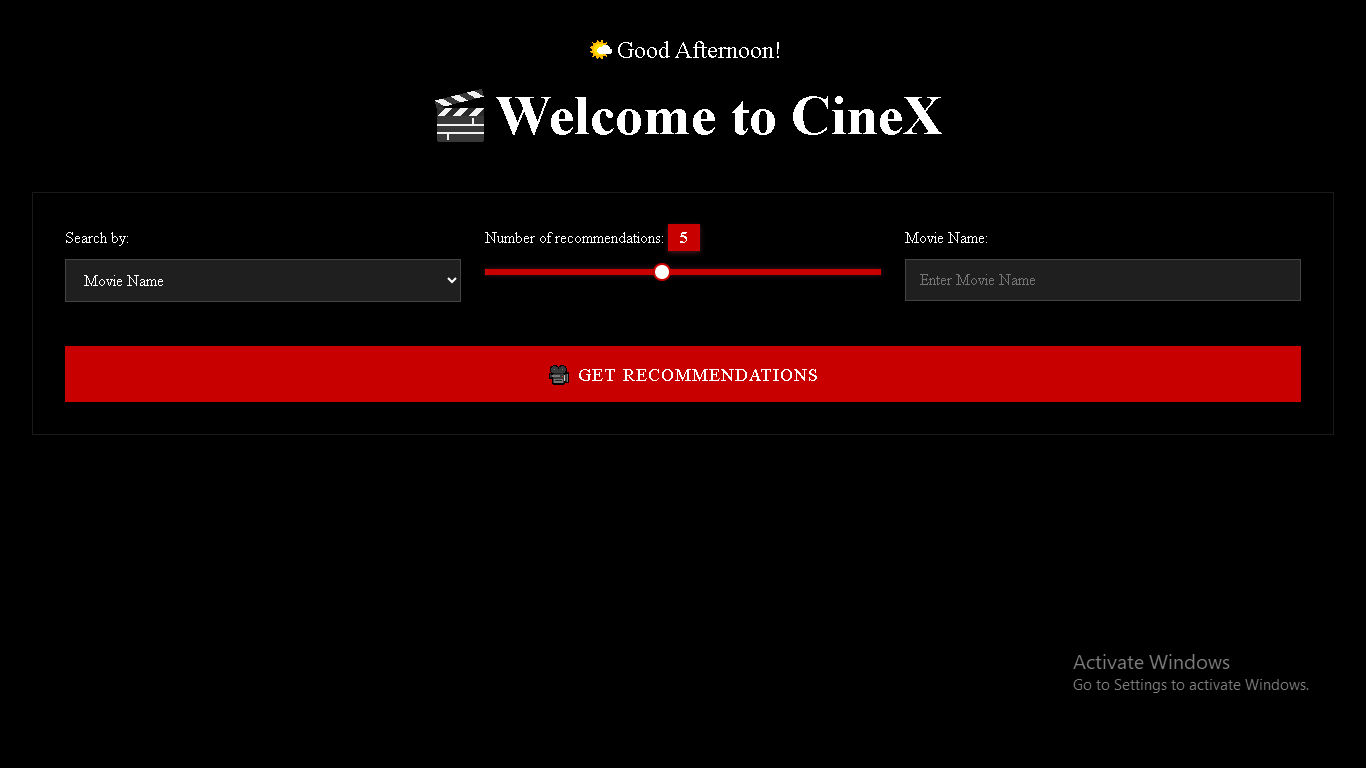 Good Afternoon!
Welcome to CineX
Search by:
Movie Name
Number of recommendations: 5
Movie Name:
Enter Movie Name
GET RECOMMENDATIONS
Activate Windows
Go to Settings to activate Windows.